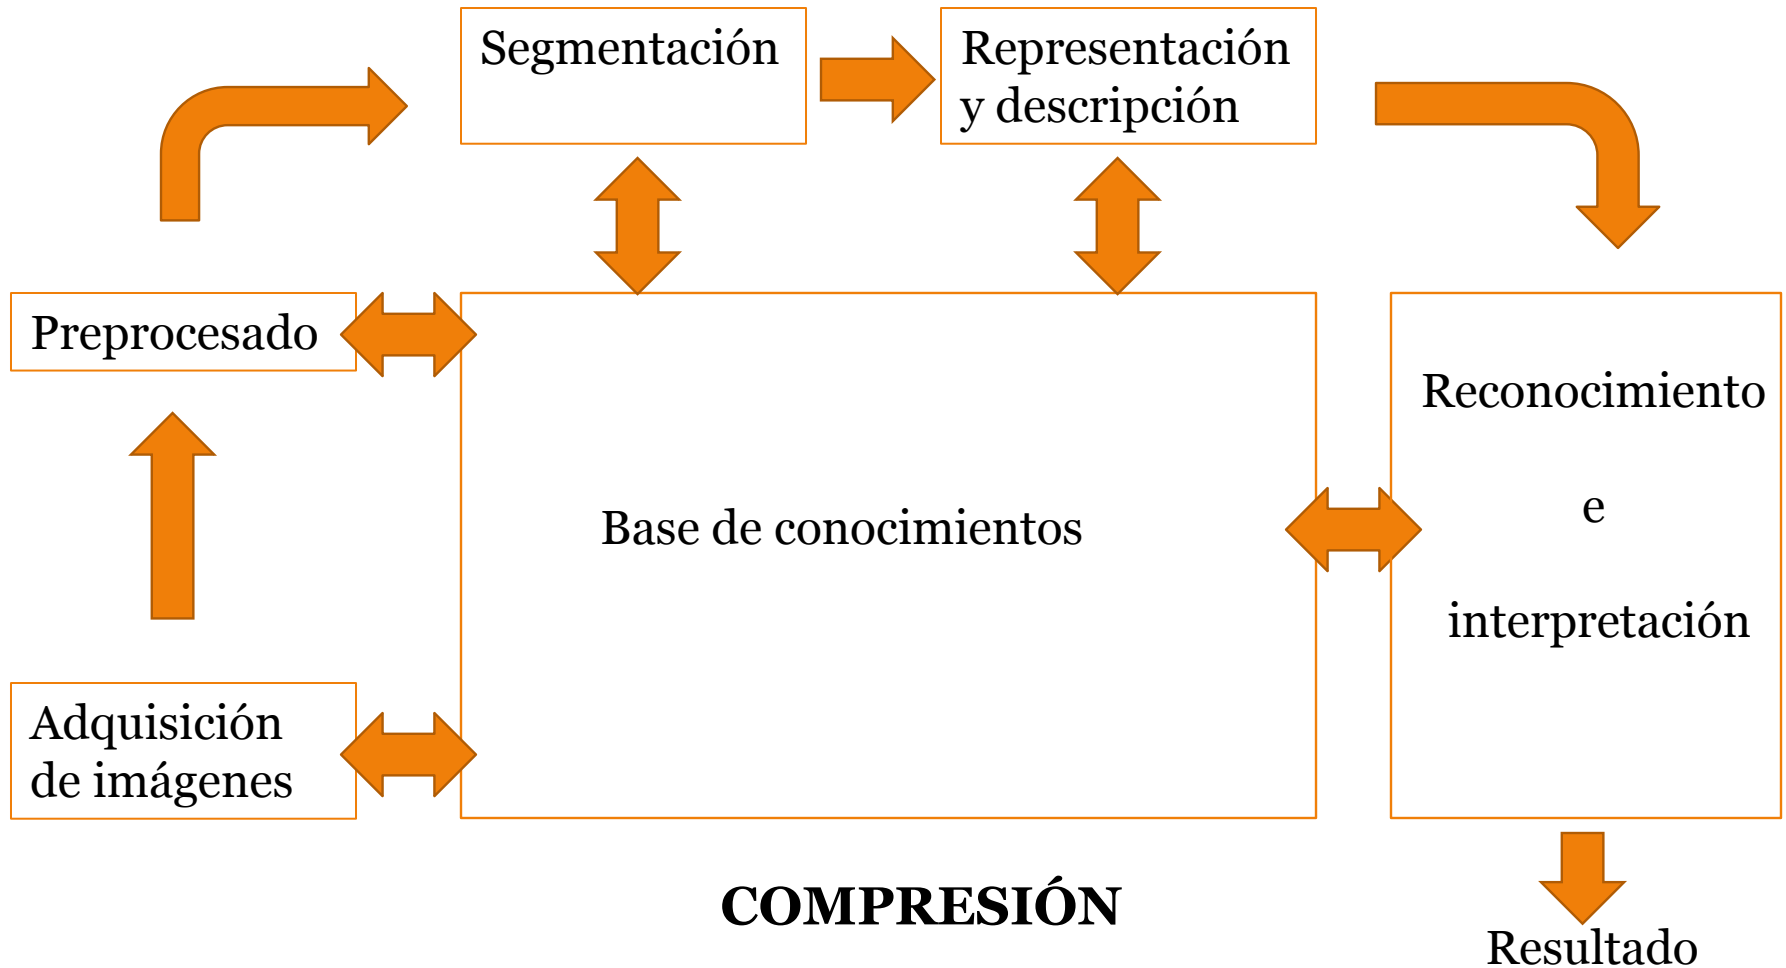 Segmentación
Representación
y descripción
Preprocesado
Reconocimiento
e
interpretación
Base de conocimientos
Adquisición
de imágenes
COMPRESIÓN
Resultado